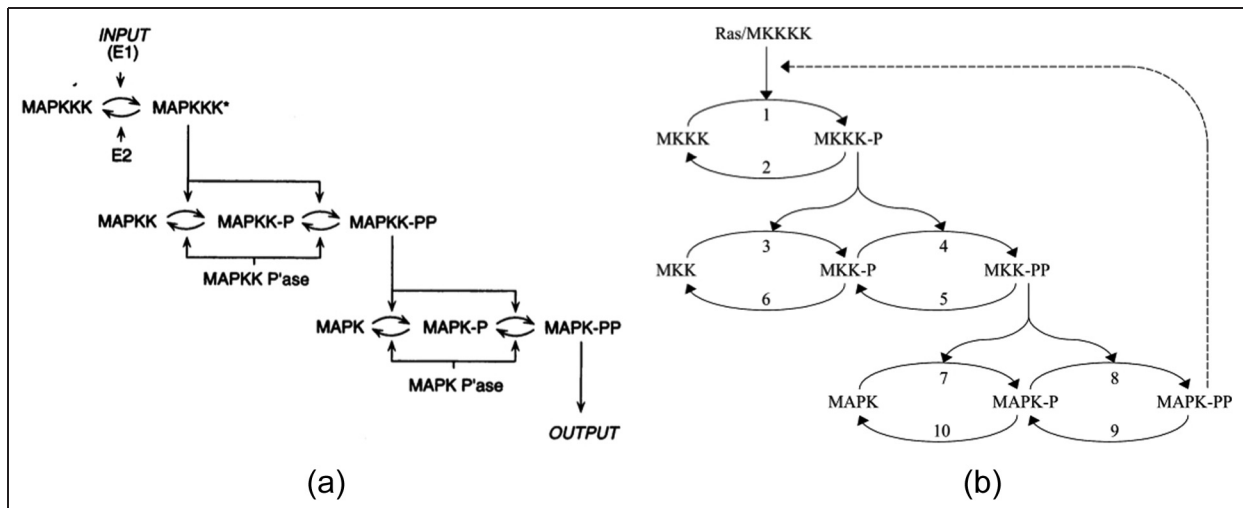 INPUT
(E1)
MAPKKK MAPKKK*
E2
MAPKK MAPKK-P MAPKK-PP
MAPKK P'ase
MAPK MAPK-P MAPK-PP
MAPK P'ase
OUTPUT
(a)
Ras/MKKKK
1
MKKK MKKK-P
2
3 4
MKK MKK-P MKK-PP
6 5
7 8
MAPK MAPK-P MAPK-PP
10 9
(b)